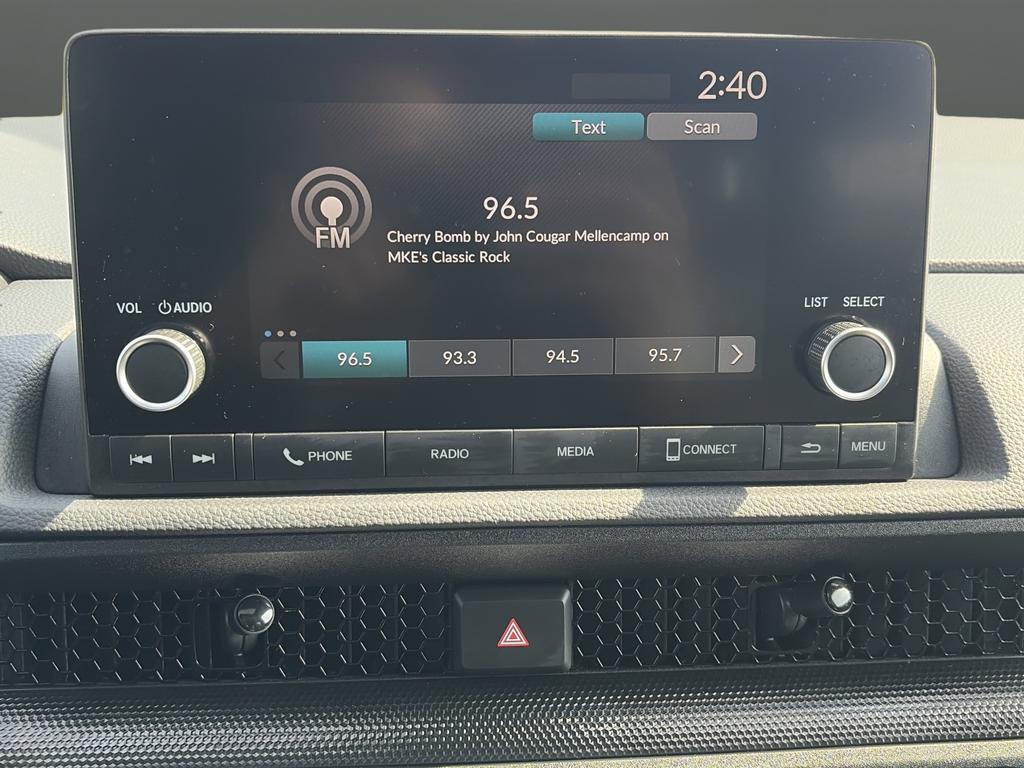 2:40
Text Scan
96.5
FM
Cherry Bomb by John Cougar Mellencamp on
MKE's Classic Rock
VOL AUDIO
LIST SELECT
96.5 93.3 94.5 95.7
PHONE RADIO MEDIA CONNECT MENU